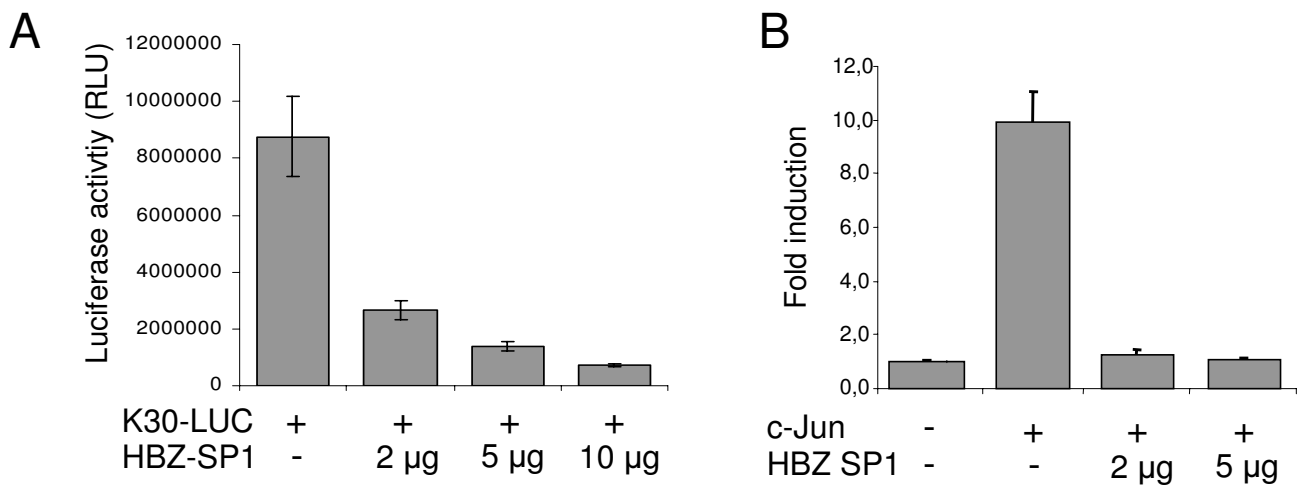 A
Luciferase activtiy (RLU)
12000000
10000000
8000000
6000000
4000000
2000000
0
K30-LUC + + + +
HBZ-SP1 - 2 µg 5 µg 10 µg
B
Fold induction
12,0
10,0
8,0
6,0
4,0
2,0
0,0
c-Jun - + + +
HBZ SP1 - - 2 µg 5 µg